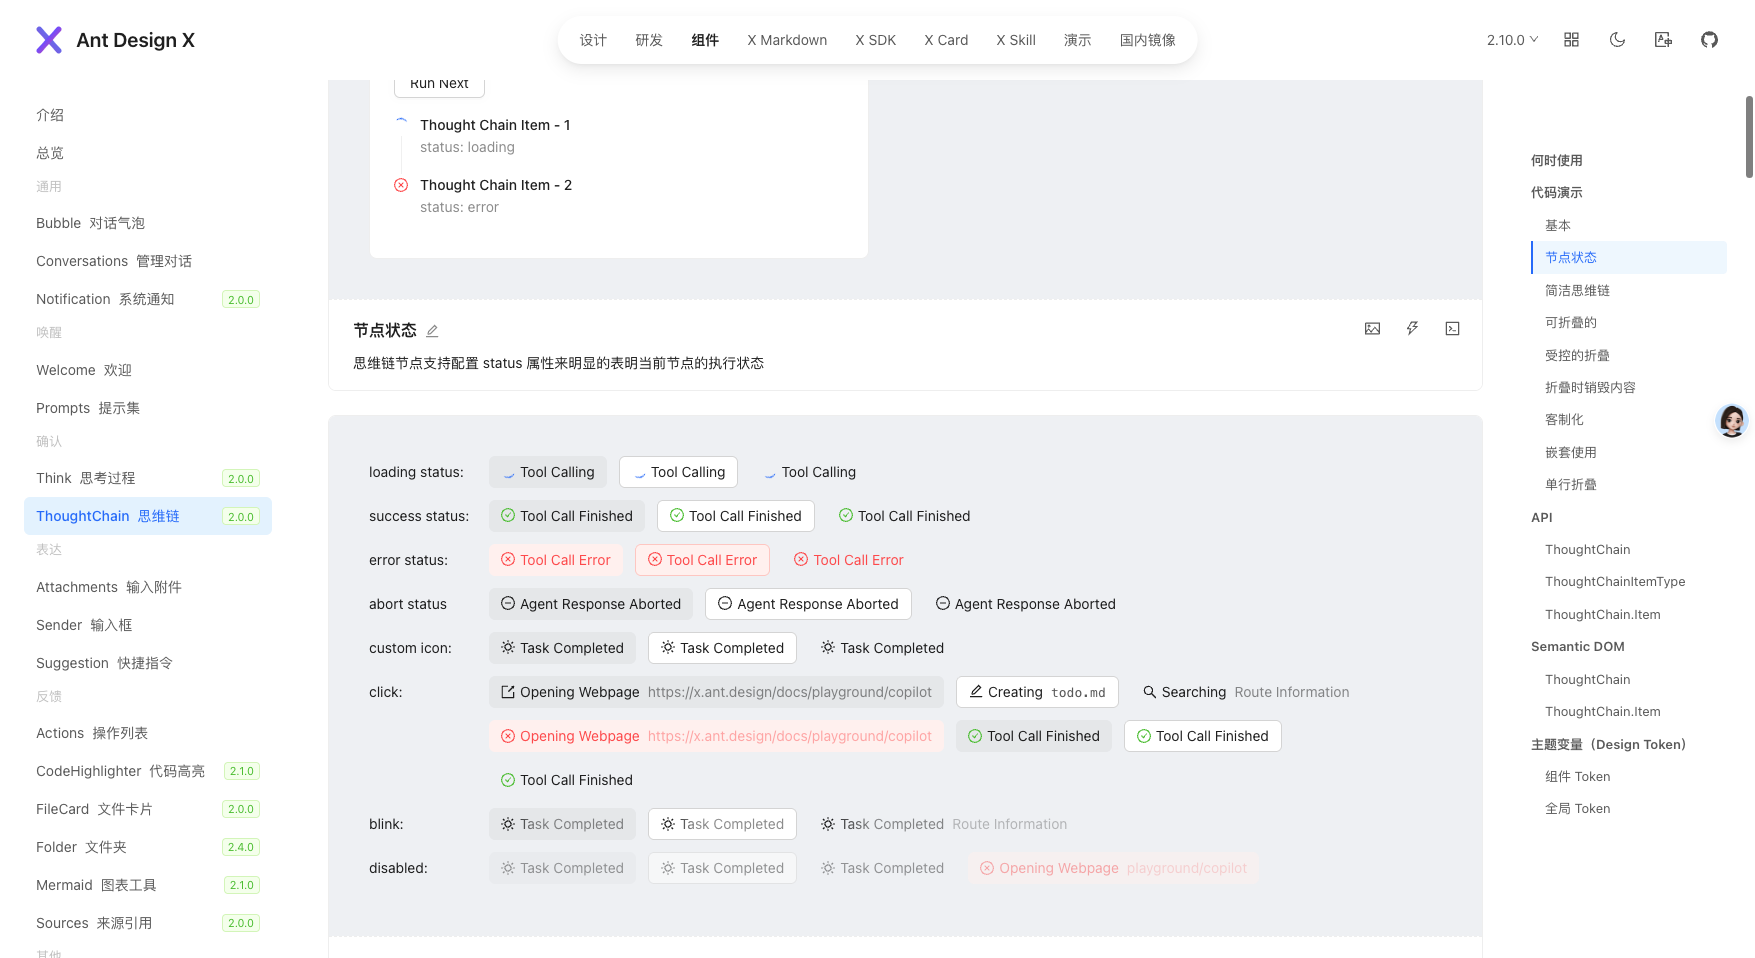 Ant Design X
设计 研发 组件 X Markdown X SDK X Card X Skill 演示 国内镜像
2.10.0
介绍
总览
通用
Bubble 对话气泡
Conversations 管理对话
Notification 系统通知 2.0.0
唤醒
Welcome 欢迎
Prompts 提示集
确认
Think 思考过程 2.0.0
ThoughtChain 思维链 2.0.0
表达
Attachments 输入附件
Sender 输入框
Suggestion 快捷指令
反馈
Actions 操作列表
CodeHighlighter 代码高亮 2.1.0
FileCard 文件卡片 2.0.0
Folder 文件夹 2.4.0
Mermaid 图表工具 2.1.0
Sources 来源引用 2.0.0
其他
Run Next
Thought Chain Item - 1
status: loading
Thought Chain Item - 2
status: error
节点状态
思维链节点支持配置 status 属性来明显的表明当前节点的执行状态
loading status: Tool Calling Tool Calling Tool Calling
success status: Tool Call Finished Tool Call Finished Tool Call Finished
error status: Tool Call Error Tool Call Error Tool Call Error
abort status Agent Response Aborted Agent Response Aborted Agent Response Aborted
custom icon: Task Completed Task Completed Task Completed
click: Opening Webpage https://x.ant.design/docs/playground/copilot Creating todo.md Searching Route Information
Opening Webpage https://x.ant.design/docs/playground/copilot Tool Call Finished Tool Call Finished
Tool Call Finished
blink: Task Completed Task Completed Task Completed Route Information
disabled: Task Completed Task Completed Task Completed Opening Webpage playground/copilot
何时使用
代码演示
基本
节点状态
简洁思维链
可折叠的
受控的折叠
折叠时销毁内容
客制化
嵌套使用
单行折叠
API
ThoughtChain
ThoughtChainItemType
ThoughtChain.Item
Semantic DOM
ThoughtChain
ThoughtChain.Item
主题变量（Design Token）
组件 Token
全局 Token